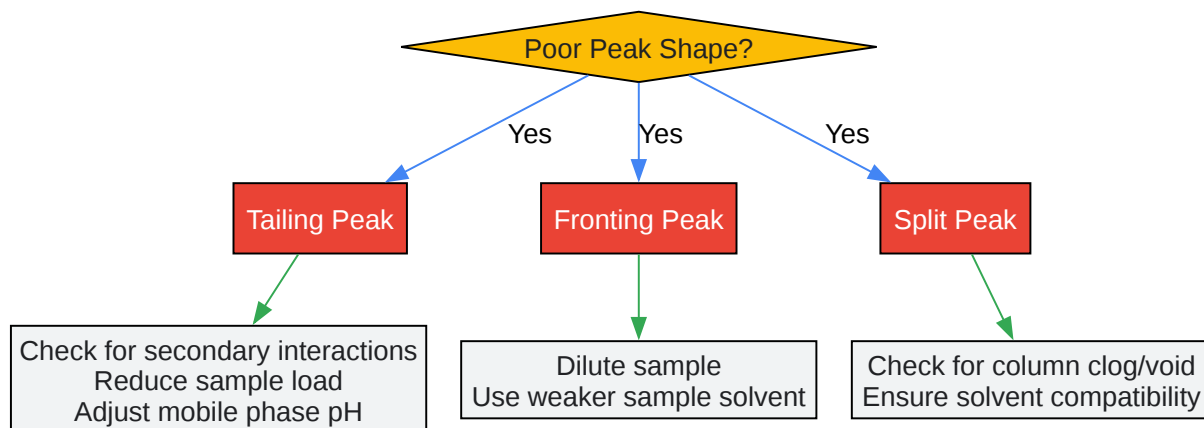 Poor Peak Shape?
Yes
Yes
Yes
Tailing Peak
Fronting Peak
Split Peak
Check for secondary interactions
Reduce sample load
Adjust mobile phase pH
Dilute sample
Use weaker sample solvent
Check for column clog/void
Ensure solvent compatibility